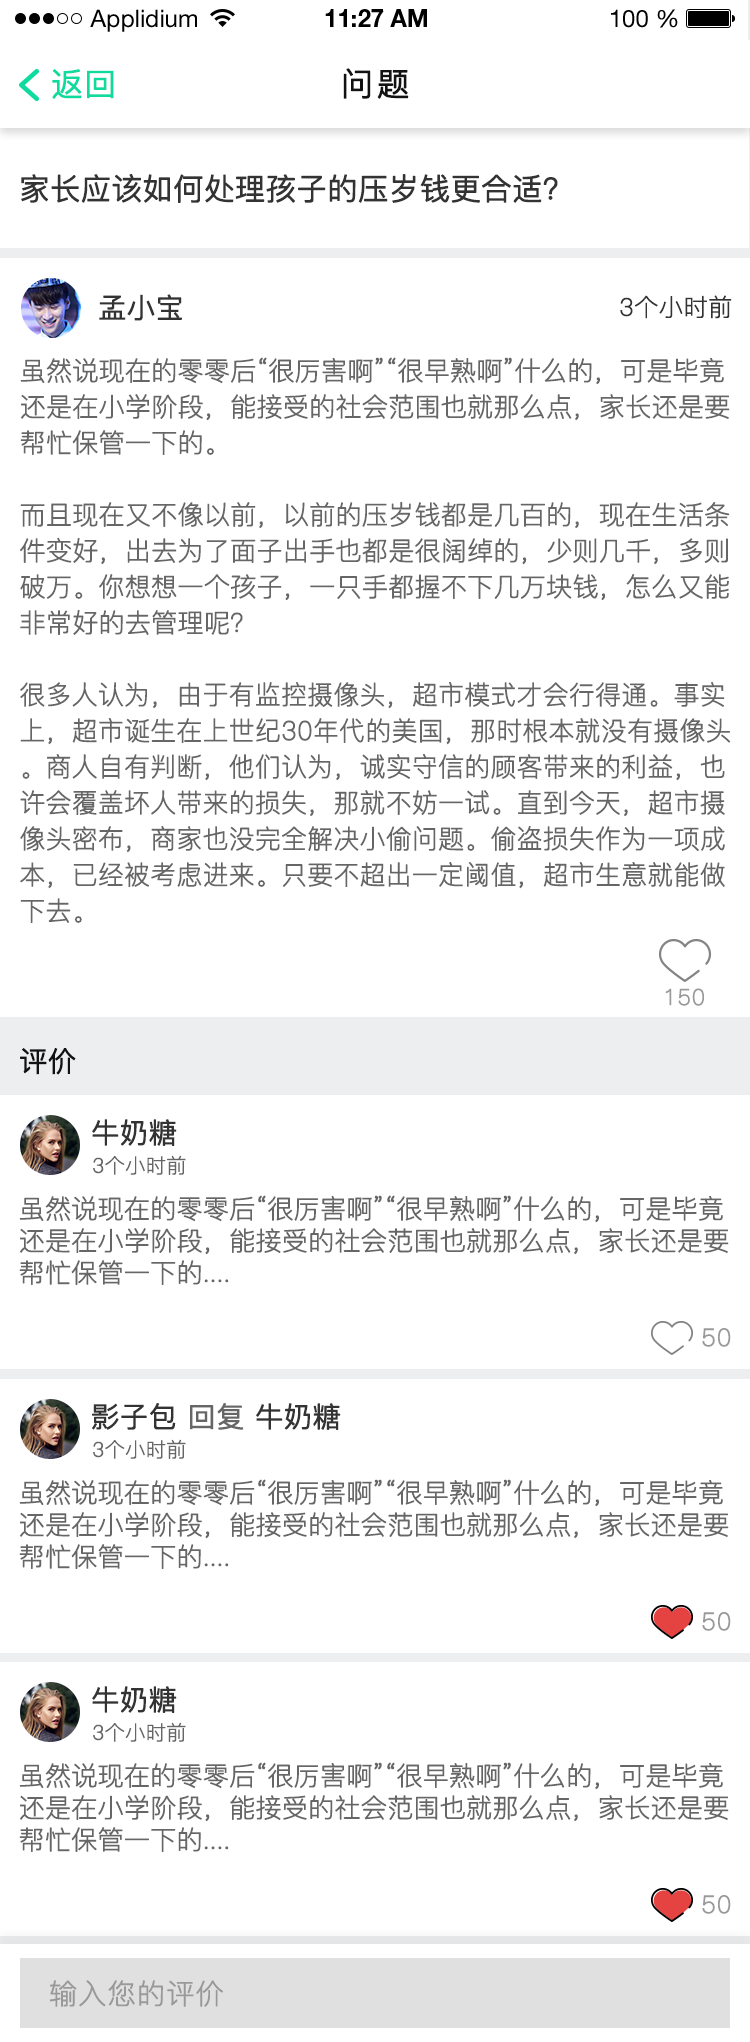 Applidium 11:27 AM 100 %
返回 问题
家长应该如何处理孩子的压岁钱更合适?
孟小宝 3个小时前
虽然说现在的零零后“很厉害啊”“很早熟啊”什么的，可是毕竟
还是在小学阶段，能接受的社会范围也就那么点，家长还是要
帮忙保管一下的。
而且现在又不像以前，以前的压岁钱都是几百的，现在生活条
件变好，出去为了面子出手也都是很阔绰的，少则几千，多则
破万。你想想一个孩子，一只手都握不下几万块钱，怎么又能
非常好的去管理呢?
很多人认为，由于有监控摄像头，超市模式才会行得通。事实
上，超市诞生在上世纪30年代的美国，那时根本就没有摄像头
。商人自有判断，他们认为，诚实守信的顾客带来的利益，也
许会覆盖坏人带来的损失，那就不妨一试。直到今天，超市摄
像头密布，商家也没完全解决小偷问题。偷盗损失作为一项成
本，已经被考虑进来。只要不超出一定阈值，超市生意就能做
下去。
150
评价
牛奶糖
3个小时前
虽然说现在的零零后“很厉害啊”“很早熟啊”什么的，可是毕竟
还是在小学阶段，能接受的社会范围也就那么点，家长还是要
帮忙保管一下的....
50
影子包 回复 牛奶糖
3个小时前
虽然说现在的零零后“很厉害啊”“很早熟啊”什么的，可是毕竟
还是在小学阶段，能接受的社会范围也就那么点，家长还是要
帮忙保管一下的....
50
牛奶糖
3个小时前
虽然说现在的零零后“很厉害啊”“很早熟啊”什么的，可是毕竟
还是在小学阶段，能接受的社会范围也就那么点，家长还是要
帮忙保管一下的....
50
输入您的评价